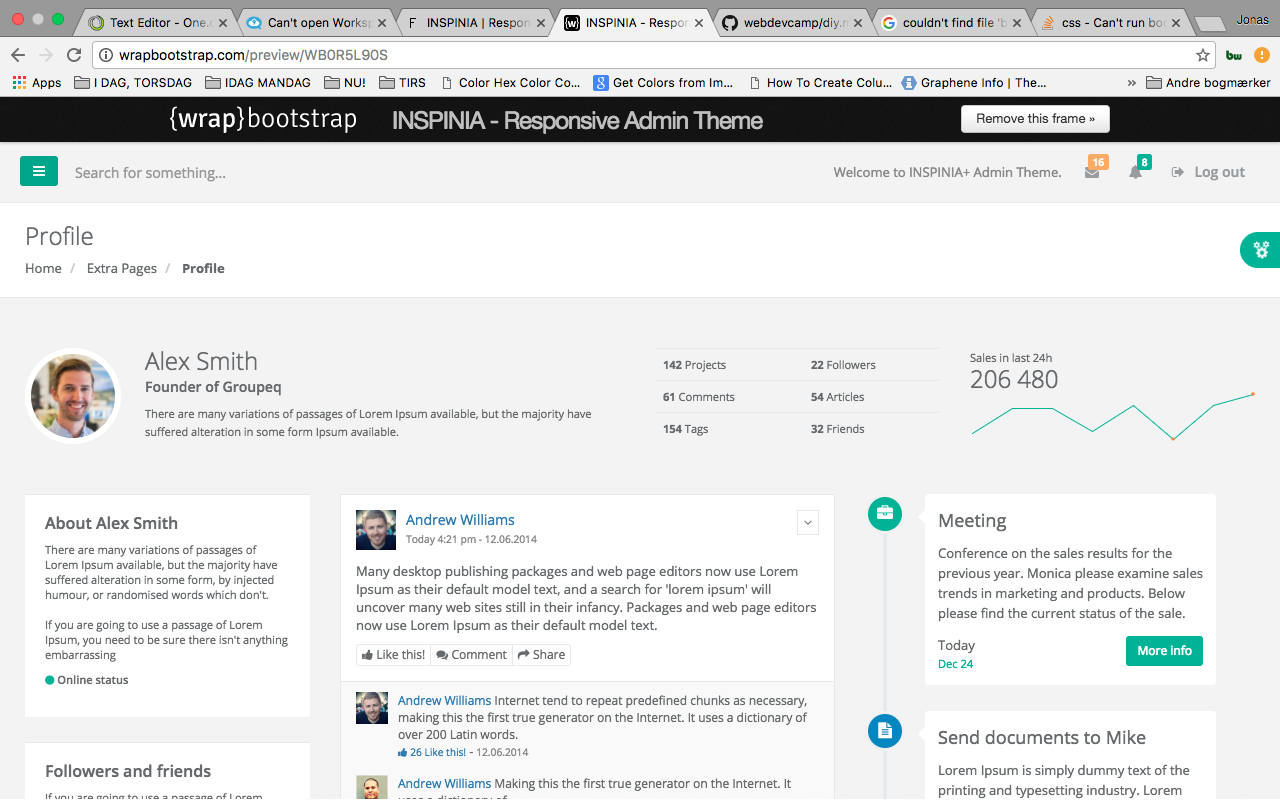 Text Editor - One.c
Can't open Worksp
INSPINIA | Respon
INSPINIA - Respon
webdevcamp/diy.r
couldn't find file 'b
css - Can't run boo
Jonas
wrapbootstrap.com/preview/WB0R5L90S
Apps
I DAG, TORSDAG
IDAG MANDAG
NU!
TIRS
Color Hex Color Co...
Get Colors from Im...
How To Create Colu...
Graphene Info | The...
» Andre bogmærker
{wrap}bootstrap
INSPINIA - Responsive Admin Theme
Remove this frame »
Search for something...
Welcome to INSPINIA+ Admin Theme.
16
8
Log out
Profile
Home / Extra Pages / Profile
Alex Smith
Founder of Groupeq
There are many variations of passages of Lorem Ipsum available, but the majority have
suffered alteration in some form Ipsum available.
142 Projects
22 Followers
61 Comments
54 Articles
154 Tags
32 Friends
Sales in last 24h
206 480
About Alex Smith
There are many variations of passages of
Lorem Ipsum available, but the majority have
suffered alteration in some form, by injected
humour, or randomised words which don't.
If you are going to use a passage of Lorem
Ipsum, you need to be sure there isn't anything
embarrassing
Online status
Followers and friends
If you are going to use a passage of Lorem
Andrew Williams
Today 4:21 pm - 12.06.2014
Many desktop publishing packages and web page editors now use Lorem
Ipsum as their default model text, and a search for 'lorem ipsum' will
uncover many web sites still in their infancy. Packages and web page editors
now use Lorem Ipsum as their default model text.
Like this!
Comment
Share
Andrew Williams Internet tend to repeat predefined chunks as necessary,
making this the first true generator on the Internet. It uses a dictionary of
over 200 Latin words.
26 Like this! - 12.06.2014
Andrew Williams Making this the first true generator on the Internet. It
uses a dictionary of.
Meeting
Conference on the sales results for the
previous year. Monica please examine sales
trends in marketing and products. Below
please find the current status of the sale.
Today
Dec 24
More info
Send documents to Mike
Lorem Ipsum is simply dummy text of the
printing and typesetting industry. Lorem